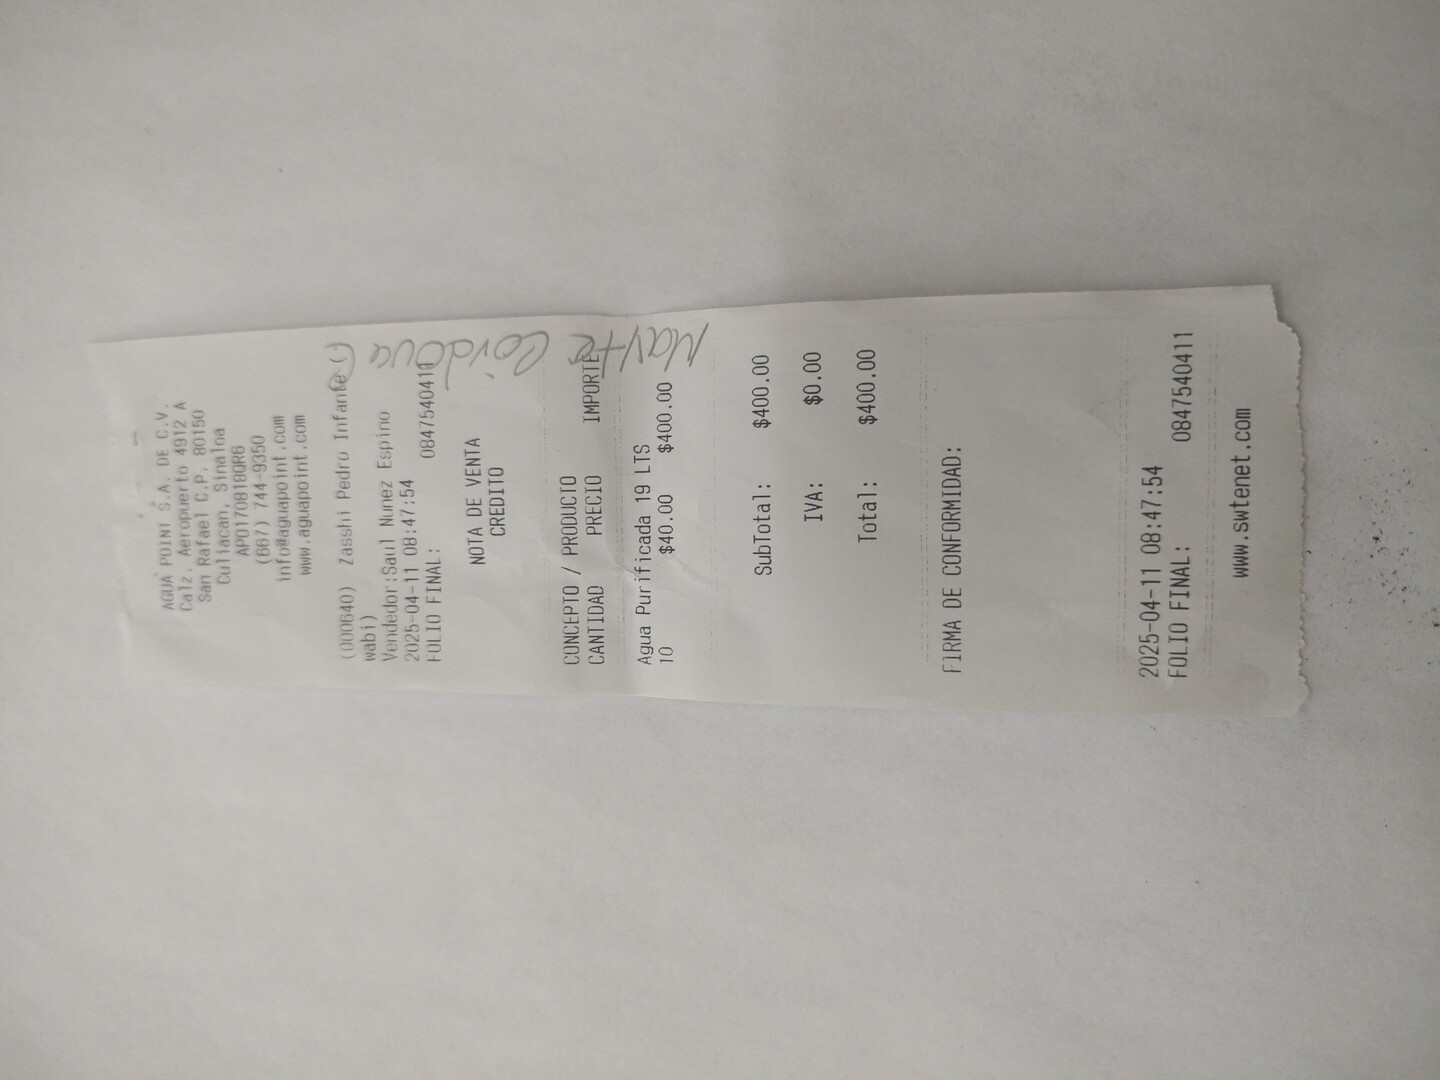 AGUA POINT S.A. DE C.V.
Calz. Aeropuerto 4912 A
San Rafael C.P. 80150
Culiacan, Sinaloa
APO170818QR6
(667) 744-9350
info@aguapoint.com
www.aguapoint.com
(000640)  Zasshi Pedro Infante (
wabi)
Vendedor:Saul Nunez Espino
2025-04-11 08:47:54
FOLIO FINAL: 0847540411
NOTA DE VENTA
CREDITO
CONCEPTO / PRODUCTO
CANTIDAD PRECIO IMPORTE
Agua Purificada 19 LTS
10 $40.00 $400.00
SubTotal: $400.00
IVA: $0.00
Total: $400.00
FIRMA DE CONFORMIDAD:
2025-04-11 08:47:54
FOLIO FINAL: 0847540411
www.swtenet.com
Mayte Cordova